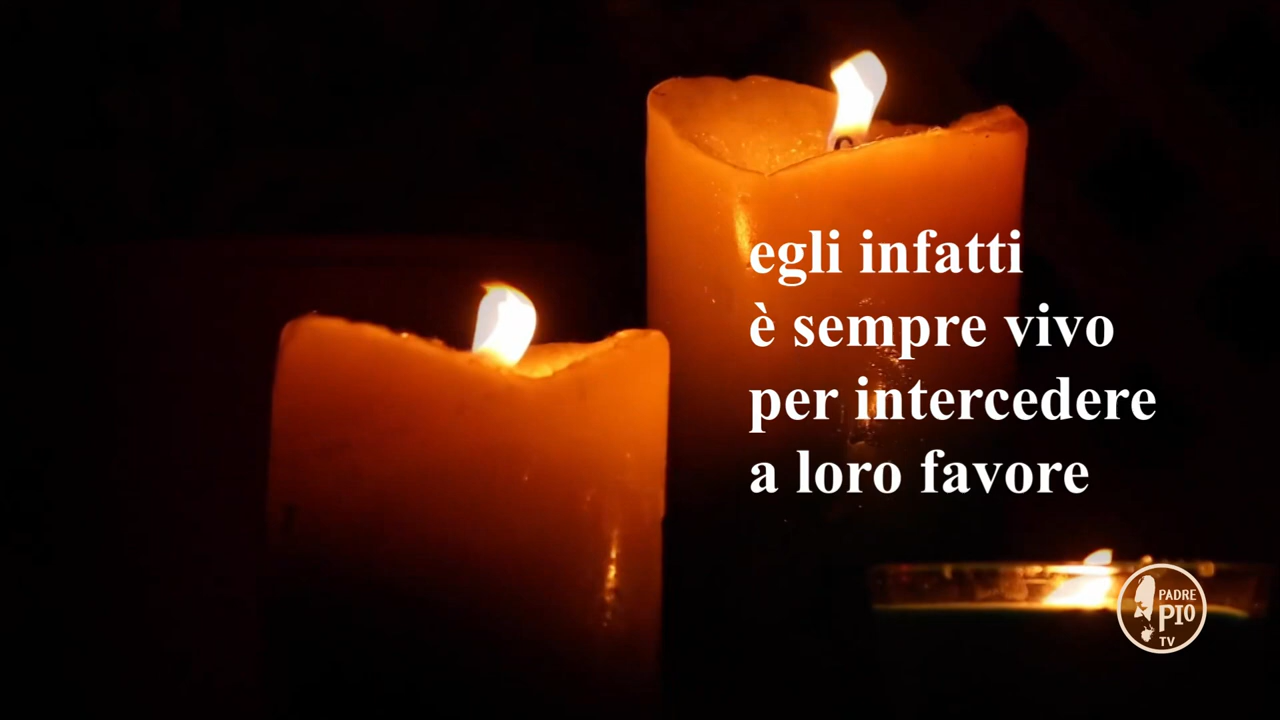 egli infatti
è sempre vivo
per intercedere
a loro favore
PADRE
PIO
TV